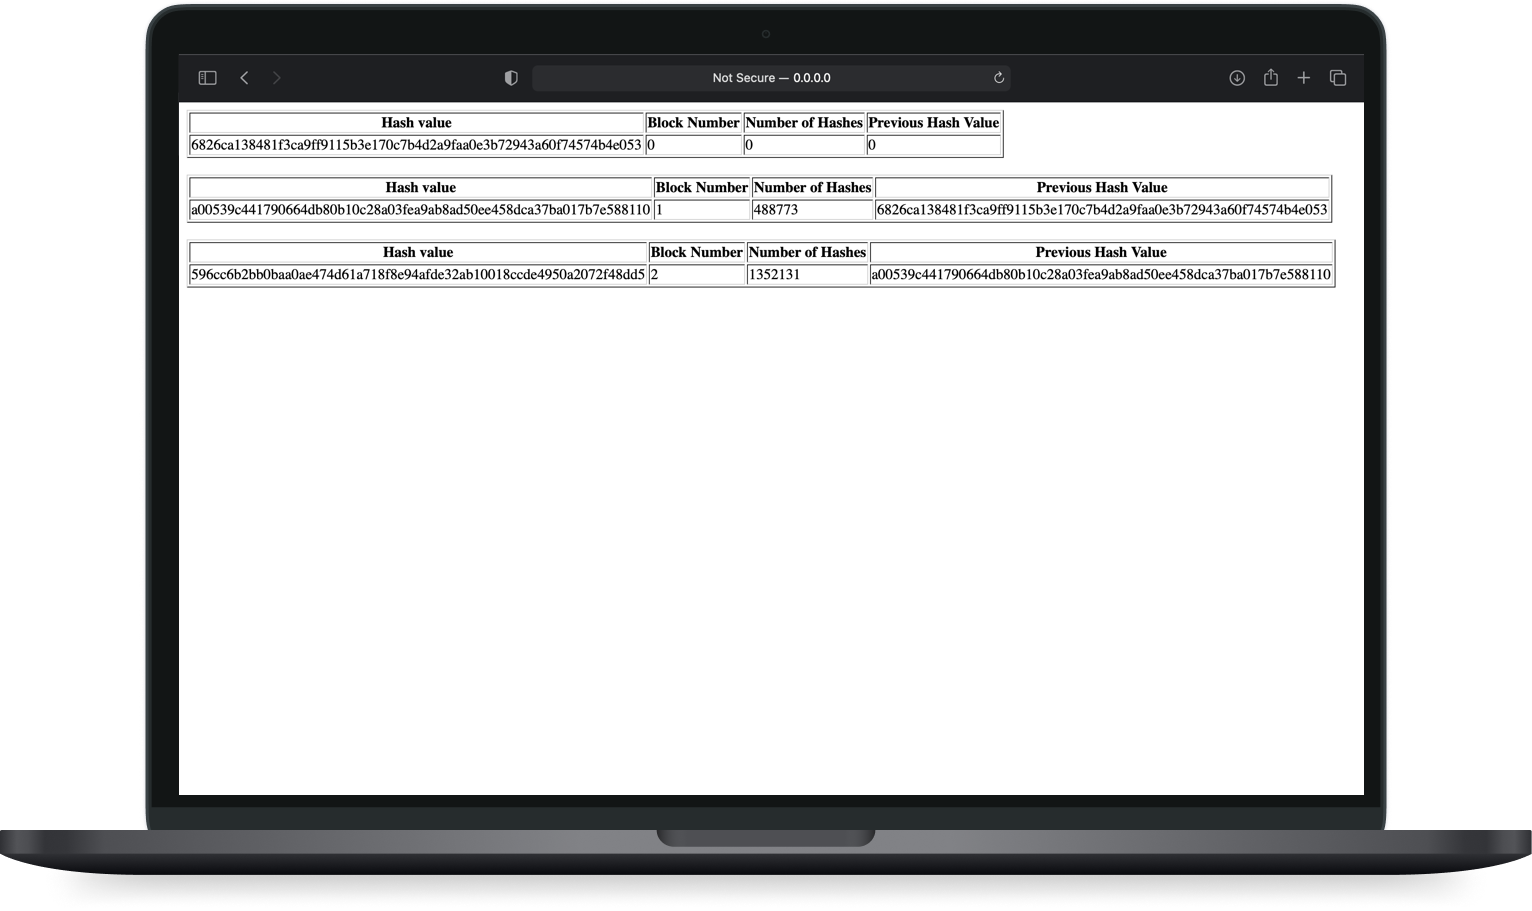 Not Secure — 0.0.0.0
Hash value Block Number Number of Hashes Previous Hash Value
6826ca138481f3ca9ff9115b3e170c7b4d2a9faa0e3b72943a60f74574b4e053 0 0 0
Hash value Block Number Number of Hashes Previous Hash Value
a00539c441790664db80b10c28a03fea9ab8ad50ee458dca37ba017b7e588110 1 488773 6826ca138481f3ca9ff9115b3e170c7b4d2a9faa0e3b72943a60f74574b4e053
Hash value Block Number Number of Hashes Previous Hash Value
596cc6b2bb0baa0ae474d61a718f8e94afde32ab10018ccde4950a2072f48dd5 2 1352131 a00539c441790664db80b10c28a03fea9ab8ad50ee458dca37ba017b7e588110